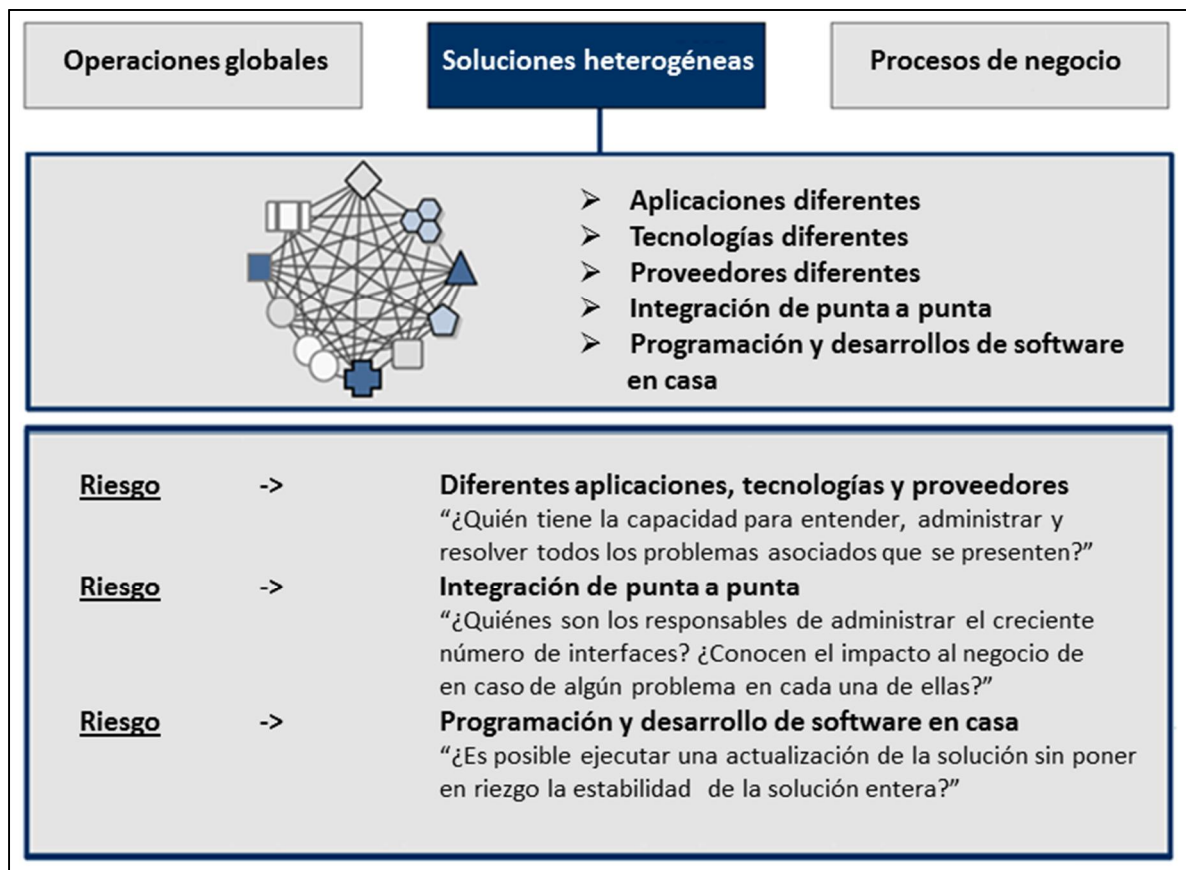 Operaciones globales
Soluciones heterogéneas
Procesos de negocio
➢ Aplicaciones diferentes
➢ Tecnologías diferentes
➢ Proveedores diferentes
➢ Integración de punta a punta
➢ Programación y desarrollos de software
en casa
Riesgo -> Diferentes aplicaciones, tecnologías y proveedores
“¿Quién tiene la capacidad para entender, administrar y
resolver todos los problemas asociados que se presenten?”
Riesgo -> Integración de punta a punta
“¿Quiénes son los responsables de administrar el creciente
número de interfaces? ¿Conocen el impacto al negocio de
en caso de algún problema en cada una de ellas?”
Riesgo -> Programación y desarrollo de software en casa
“¿Es posible ejecutar una actualización de la solución sin poner
en riezgo la estabilidad de la solución entera?”